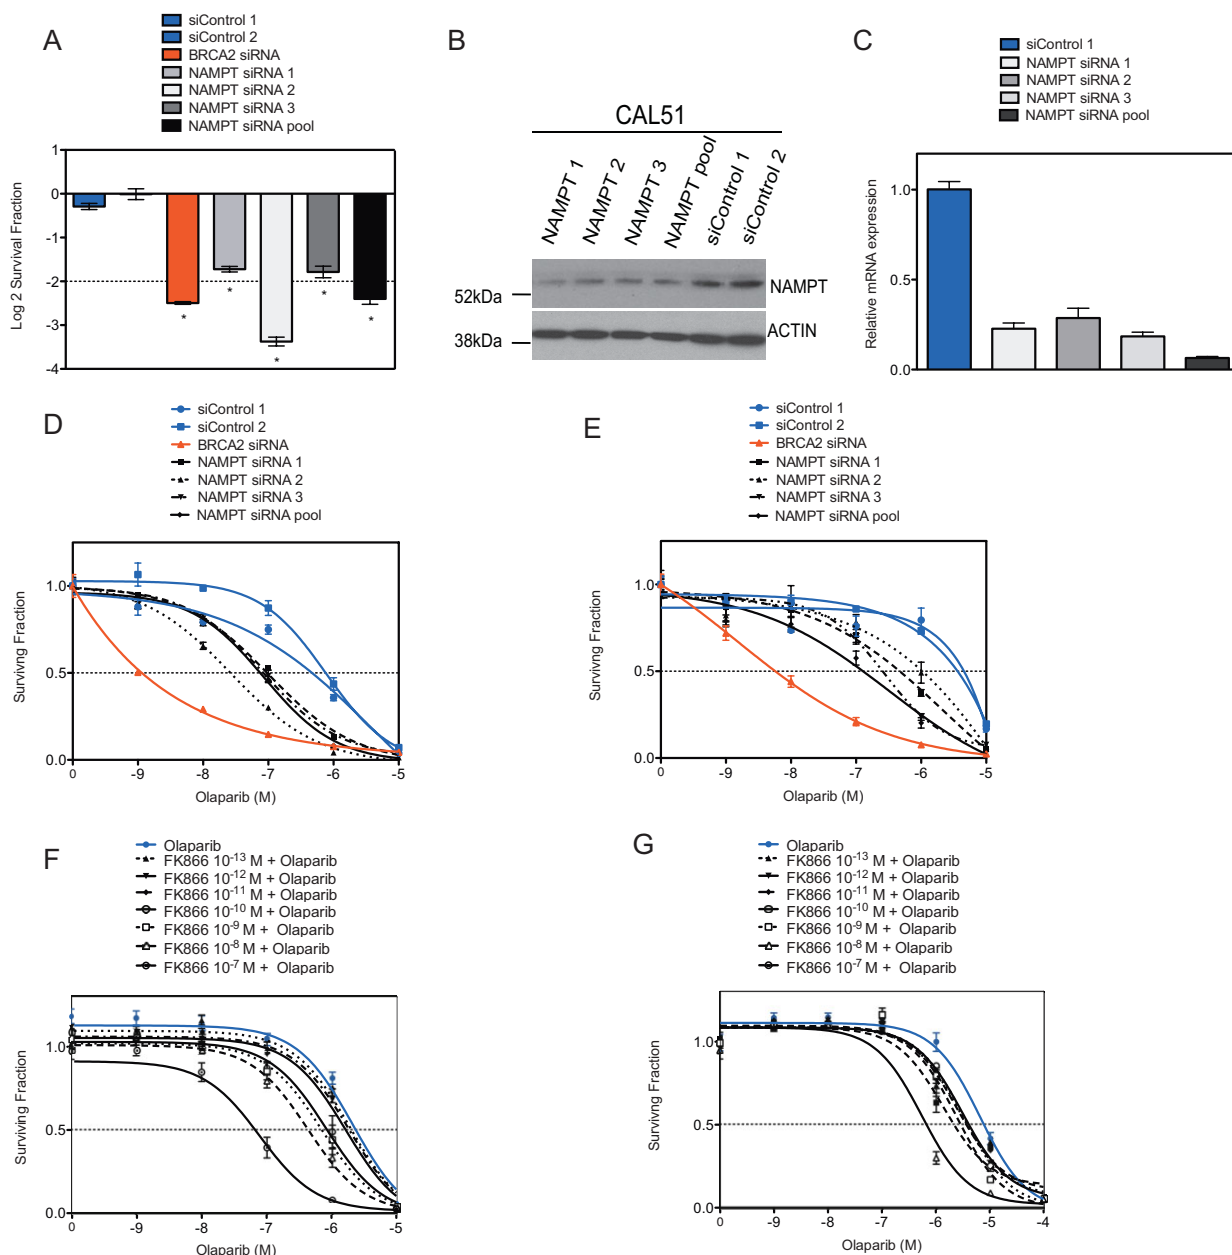 A
siControl 1
siControl 2
BRCA2 siRNA
NAMPT siRNA 1
NAMPT siRNA 2
NAMPT siRNA 3
NAMPT siRNA pool
Log 2 Survival Fraction
1
0
-1
-2
-3
-4
* * * * *
B
CAL51
NAMPT 1
NAMPT 2
NAMPT 3
NAMPT pool
siControl 1
siControl 2
52kDa
NAMPT
38kDa
ACTIN
C
siControl 1
NAMPT siRNA 1
NAMPT siRNA 2
NAMPT siRNA 3
NAMPT siRNA pool
Relative mRNA expression
1.0
0.5
0.0
D
siControl 1
siControl 2
BRCA2 siRNA
NAMPT siRNA 1
NAMPT siRNA 2
NAMPT siRNA 3
NAMPT siRNA pool
Survivng Fraction
1.0
0.5
0.0
0 -9 -8 -7 -6 -5
Olaparib (M)
E
siControl 1
siControl 2
BRCA2 siRNA
NAMPT siRNA 1
NAMPT siRNA 2
NAMPT siRNA 3
NAMPT siRNA pool
Survivng Fraction
1.0
0.5
0.0
0 -9 -8 -7 -6 -5
Olaparib (M)
F
Olaparib
FK866 10-13 M + Olaparib
FK866 10-12 M + Olaparib
FK866 10-11 M + Olaparib
FK866 10-10 M + Olaparib
FK866 10-9 M + Olaparib
FK866 10-8 M + Olaparib
FK866 10-7 M + Olaparib
Surviving Fraction
1.0
0.5
0.0
0 -9 -8 -7 -6 -5
Olaparib (M)
G
Olaparib
FK866 10-13 M + Olaparib
FK866 10-12 M + Olaparib
FK866 10-11 M + Olaparib
FK866 10-10 M + Olaparib
FK866 10-9 M + Olaparib
FK866 10-8 M + Olaparib
FK866 10-7 M + Olaparib
Survivng Fraction
1.0
0.5
0.0
0 -9 -8 -7 -6 -5 -4
Olaparib (M)